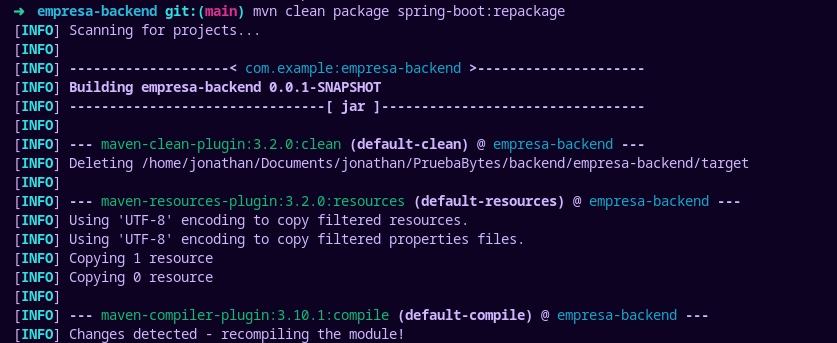 ➜ empresa-backend git:(main) mvn clean package spring-boot:repackage
[INFO] Scanning for projects...
[INFO]
[INFO] --------------------< com.example:empresa-backend >---------------------
[INFO] Building empresa-backend 0.0.1-SNAPSHOT
[INFO] --------------------------------[ jar ]---------------------------------
[INFO]
[INFO] --- maven-clean-plugin:3.2.0:clean (default-clean) @ empresa-backend ---
[INFO] Deleting /home/jonathan/Documents/jonathan/PruebaBytes/backend/empresa-backend/target
[INFO]
[INFO] --- maven-resources-plugin:3.2.0:resources (default-resources) @ empresa-backend ---
[INFO] Using 'UTF-8' encoding to copy filtered resources.
[INFO] Using 'UTF-8' encoding to copy filtered properties files.
[INFO] Copying 1 resource
[INFO] Copying 0 resource
[INFO]
[INFO] --- maven-compiler-plugin:3.10.1:compile (default-compile) @ empresa-backend ---
[INFO] Changes detected - recompiling the module!